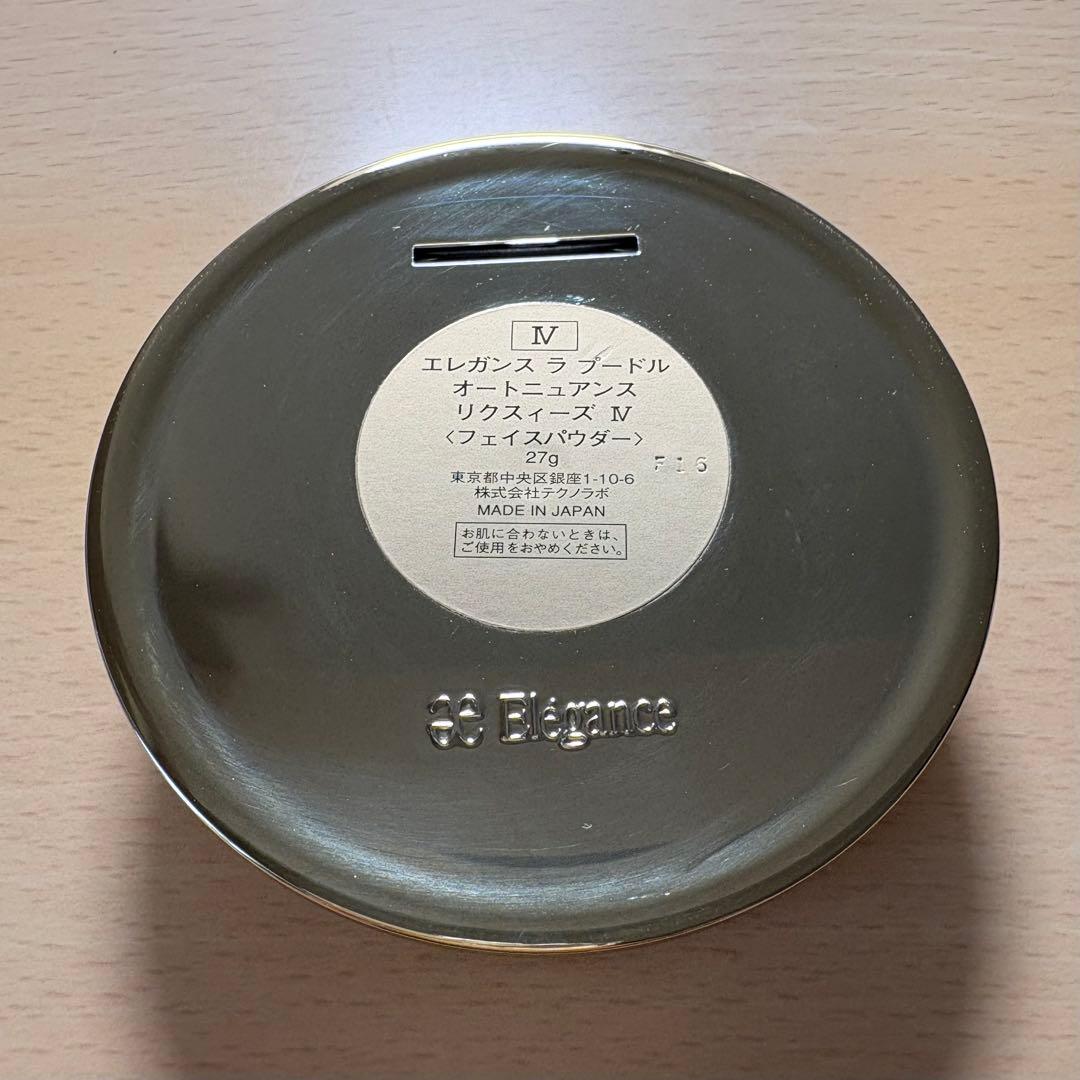 Ⅳ
エレガンス ラ プードル
オートニュアンス
リクスィーズ Ⅳ
〈フェイスパウダー〉
27g
F16
東京都中央区銀座1-10-6
株式会社テクノラボ
MADE IN JAPAN
お肌に合わないときは、
ご使用をおやめください。
Elégance